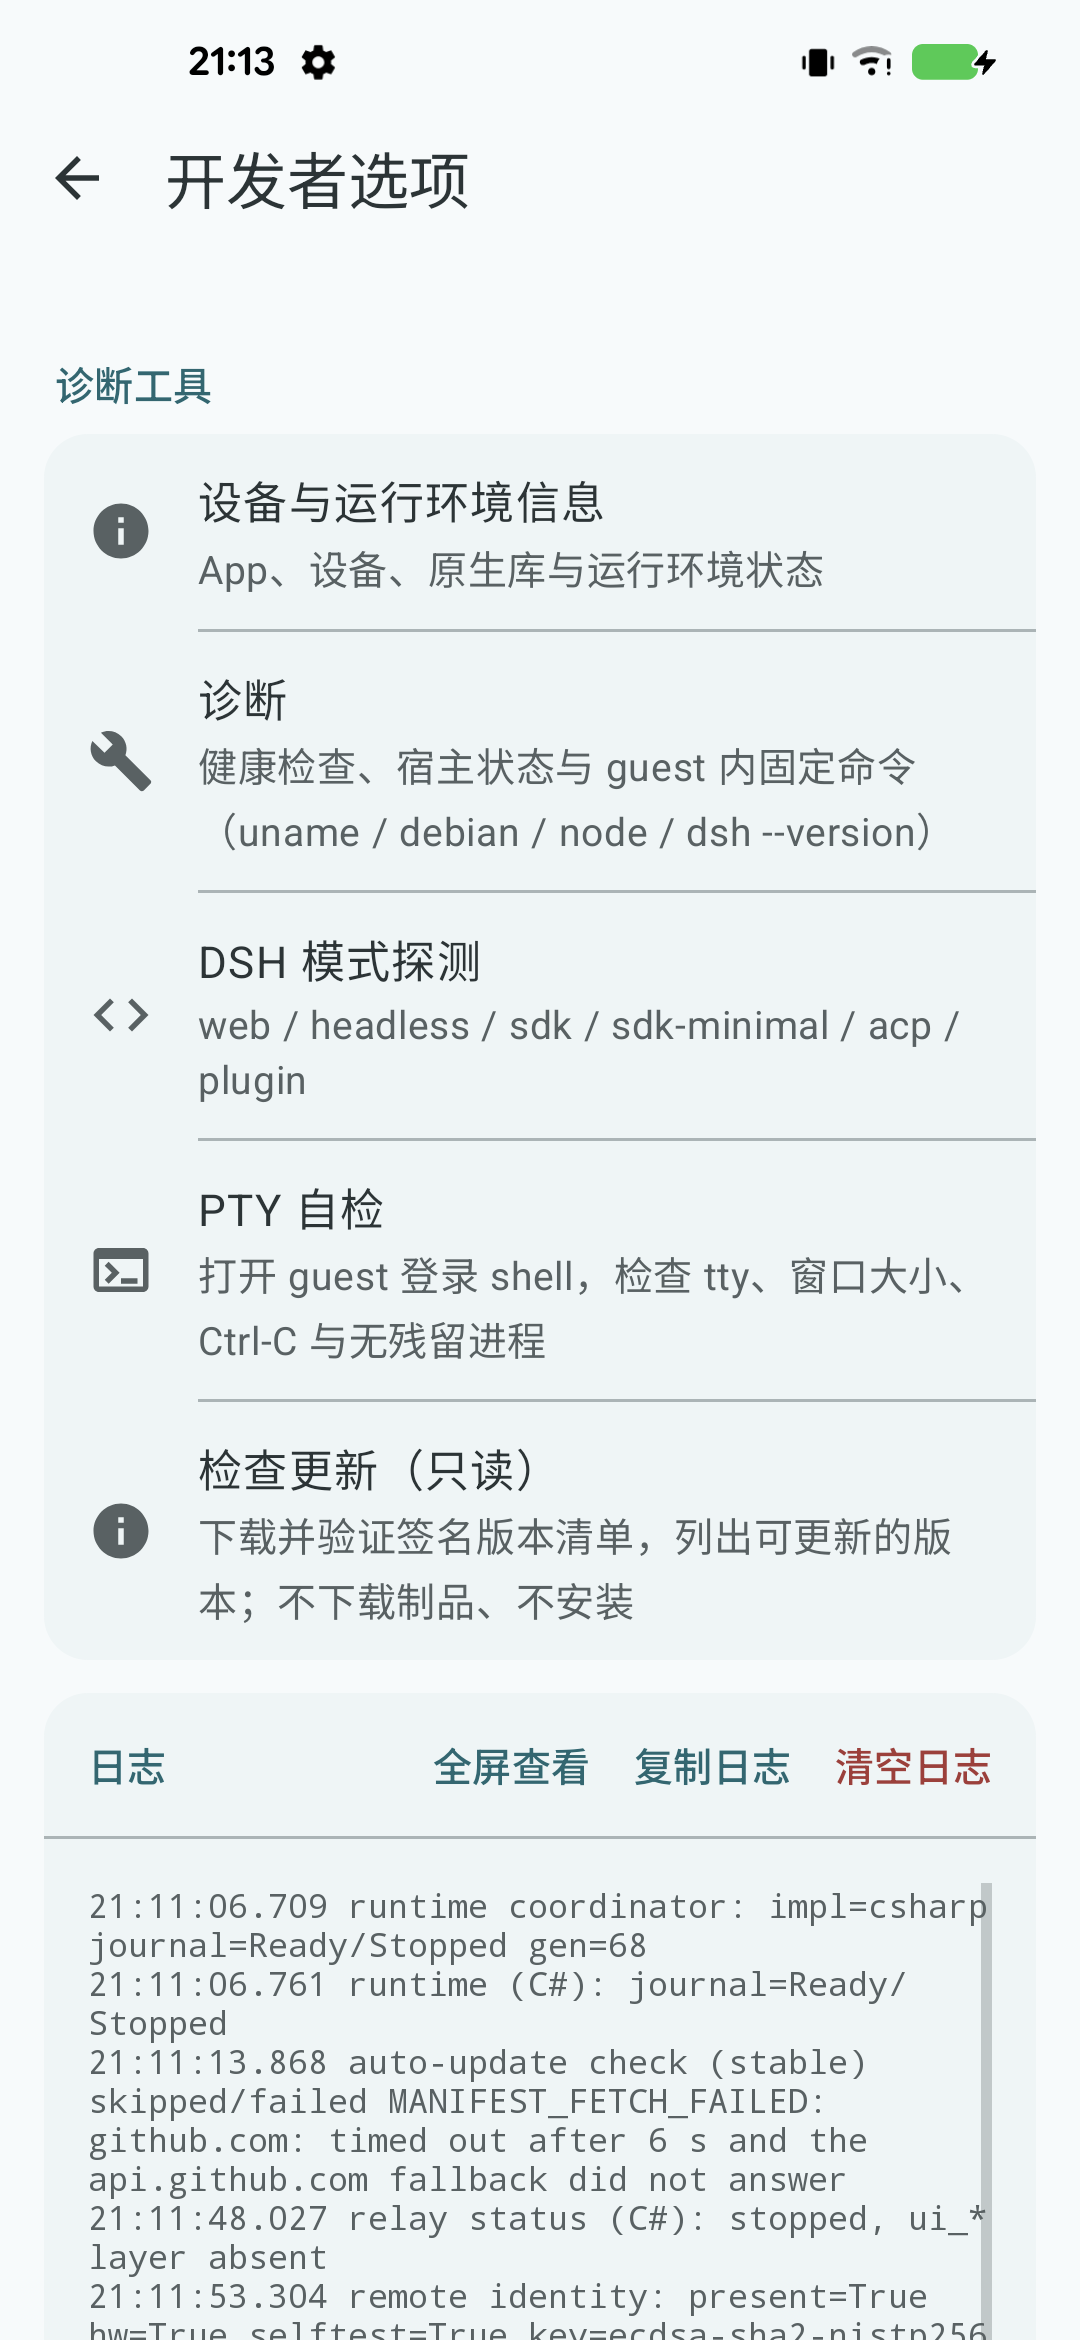 21:13
开发者选项
诊断工具
设备与运行环境信息
App、设备、原生库与运行环境状态
诊断
健康检查、宿主状态与 guest 内固定命令
（uname / debian / node / dsh --version）
DSH 模式探测
web / headless / sdk / sdk-minimal / acp /
plugin
PTY 自检
打开 guest 登录 shell，检查 tty、窗口大小、
Ctrl-C 与无残留进程
检查更新（只读）
下载并验证签名版本清单，列出可更新的版
本；不下载制品、不安装
日志 全屏查看 复制日志 清空日志
21:11:06.709 runtime coordinator: impl=csharp
journal=Ready/Stopped gen=68
21:11:06.761 runtime (C#): journal=Ready/
Stopped
21:11:13.868 auto-update check (stable)
skipped/failed MANIFEST_FETCH_FAILED:
github.com: timed out after 6 s and the
api.github.com fallback did not answer
21:11:48.027 relay status (C#): stopped, ui_*
layer absent
21:11:53.304 remote identity: present=True
hw=True selftest=True key=ecdsa-sha2-nistp256